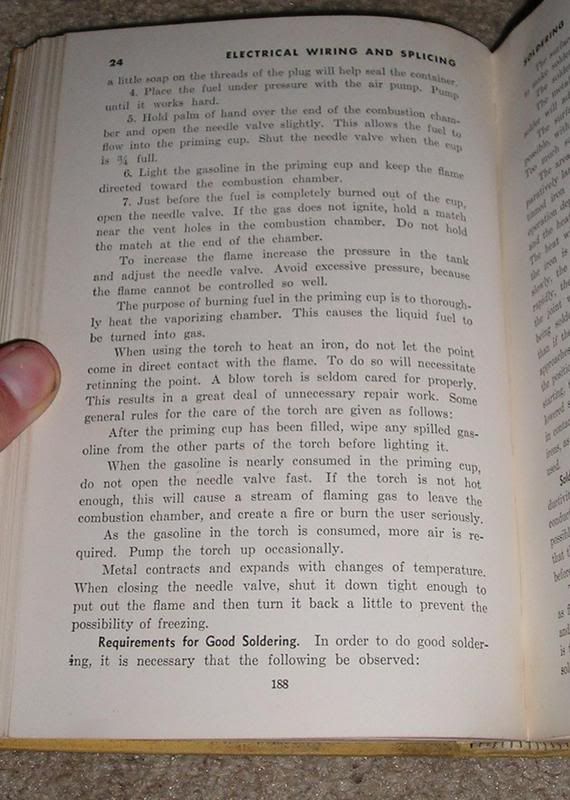 24 ELECTRICAL WIRING AND SPLICING
a little soap on the threads of the plug will help seal the container.
4. Place the fuel under pressure with the air pump. Pump
until it works hard.
5. Hold palm of hand over the end of the combustion cham-
ber and open the needle valve slightly. This allows the fuel to
flow into the priming cup. Shut the needle valve when the cup
is ¾ full.
6. Light the gasoline in the priming cup and keep the flame
directed toward the combustion chamber.
7. Just before the fuel is completely burned out of the cup,
open the needle valve. If the gas does not ignite, hold a match
near the vent holes in the combustion chamber. Do not hold
the match at the end of the chamber.
To increase the flame increase the pressure in the tank
and adjust the needle valve. Avoid excessive pressure, because
the flame cannot be controlled so well.
The purpose of burning fuel in the priming cup is to thorough-
ly heat the vaporizing chamber. This causes the liquid fuel to
be turned into gas.
When using the torch to heat an iron, do not let the point
come in direct contact with the flame. To do so will necessitate
retinning the point. A blow torch is seldom cared for properly.
This results in a great deal of unnecessary repair work. Some
general rules for the care of the torch are given as follows:
After the priming cup has been filled, wipe any spilled gas-
oline from the other parts of the torch before lighting it.
When the gasoline is nearly consumed in the priming cup,
do not open the needle valve fast. If the torch is not hot
enough, this will cause a stream of flaming gas to leave the
combustion chamber, and create a fire or burn the user seriously.
As the gasoline in the torch is consumed, more air is re-
quired. Pump the torch up occasionally.
Metal contracts and expands with changes of temperature.
When closing the needle valve, shut it down tight enough to
put out the flame and then turn it back a little to prevent the
possibility of freezing.
Requirements for Good Soldering. In order to do good solder-
ing, it is necessary that the following be observed:
188
SOLDERING